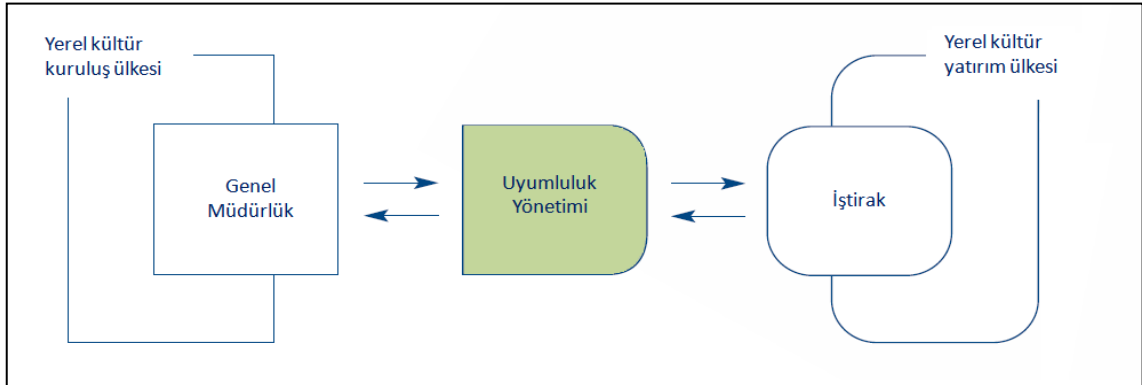 Yerel kültür
kuruluş ülkesi
Yerel kültür
yatırım ülkesi
Genel
Müdürlük
Uyumluluk
Yönetimi
İştirak